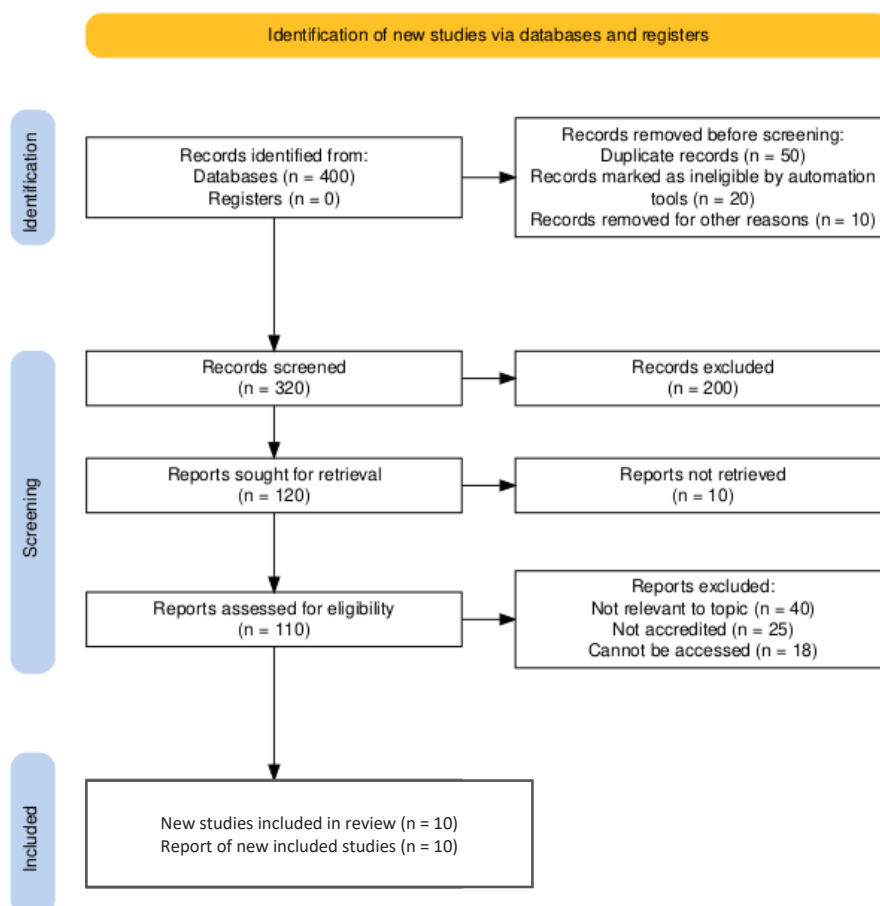 Identification of new studies via databases and registers
Identification
Records identified from:
Databases (n = 400)
Registers (n = 0)
Records removed before screening:
Duplicate records (n = 50)
Records marked as ineligible by automation
tools (n = 20)
Records removed for other reasons (n = 10)
Screening
Records screened
(n = 320)
Records excluded
(n = 200)
Reports sought for retrieval
(n = 120)
Reports not retrieved
(n = 10)
Reports assessed for eligibility
(n = 110)
Reports excluded:
Not relevant to topic (n = 40)
Not accredited (n = 25)
Cannot be accessed (n = 18)
Included
New studies included in review (n = 10)
Report of new included studies (n = 10)